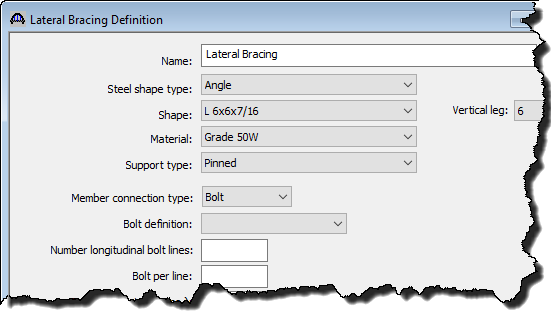 Lateral Bracing Definition
Name: Lateral Bracing
Steel shape type: Angle
Shape: L 6x6x7/16 Vertical leg: 6
Material: Grade 50W
Support type: Pinned
Member connection type: Bolt
Bolt definition:
Number longitudinal bolt lines:
Bolt per line: